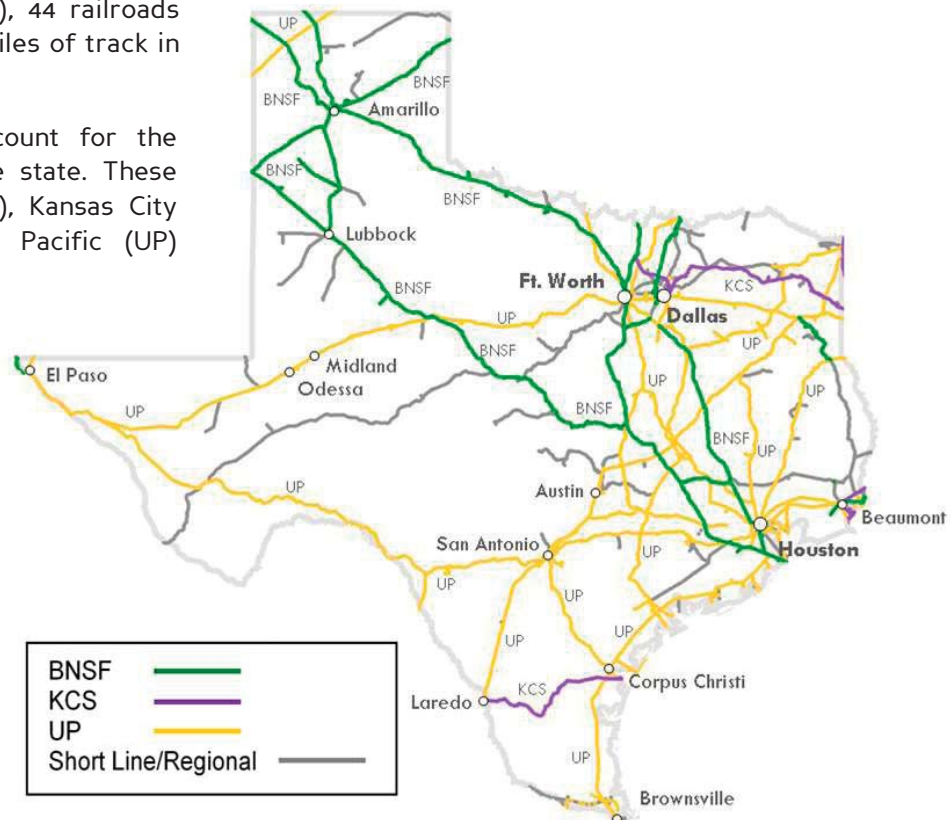 ), 44 railroads
iles of track in
count for the
e state. These
), Kansas City
Pacific (UP)
UP
BNSF
BNSF
Amarillo
BNSF
BNSF
Lubbock
BNSF
Ft. Worth
KCS
Dallas
UP
UP
BNSF
Midland
Odessa
El Paso
UP
UP
UP
BNSF
BNSF
UP
UP
Austin
Beaumont
San Antonio
UP
Houston
UP
UP
UP
UP
KCS
Corpus Christi
Laredo
UP
Brownsville
BNSF
KCS
UP
Short Line/Regional